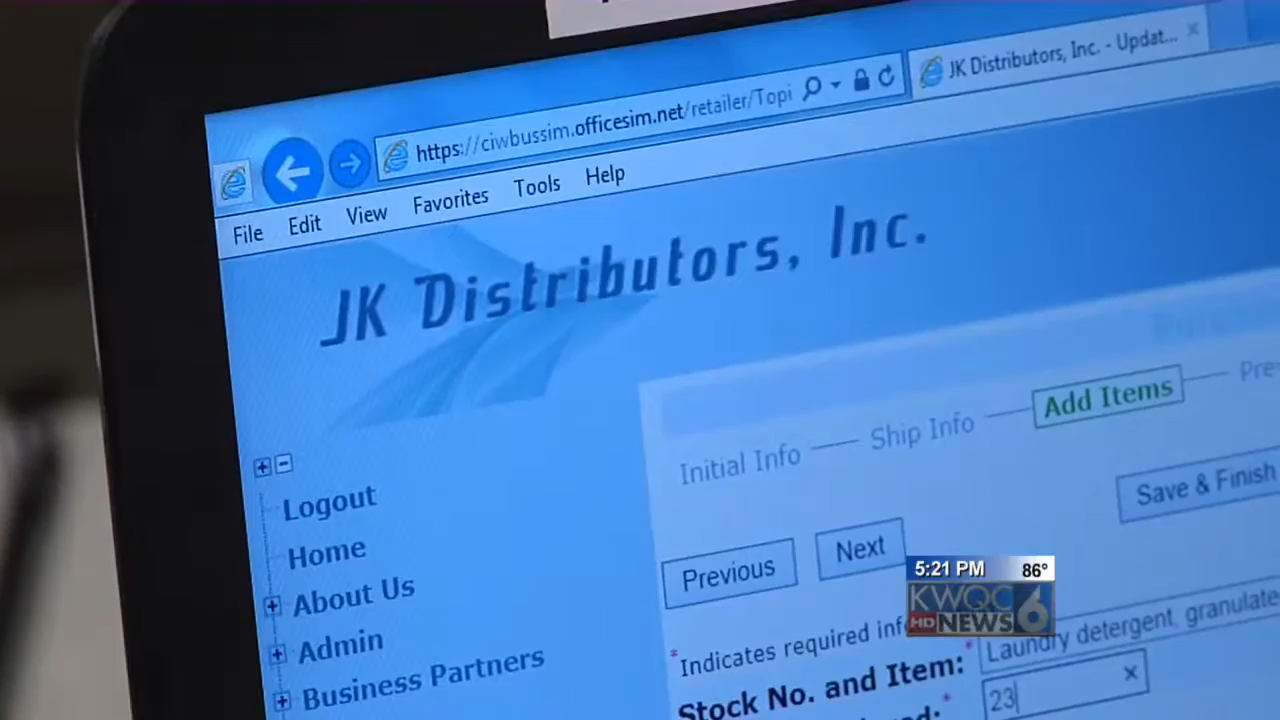 https://ciwbussim.officesim.net/retailer/Topi
JK Distributors, Inc. - Updat...
File Edit View Favorites Tools Help
JK Distributors, Inc.
Initial Info Ship Info Add Items Pre
Save & Finish
Previous Next
Logout
Home
About Us
Admin
Business Partners
*Indicates required inf
Stock No. and Item: * Laundry detergent, granulate
23
5:21 PM 86°
KWQC 6
HD NEWS